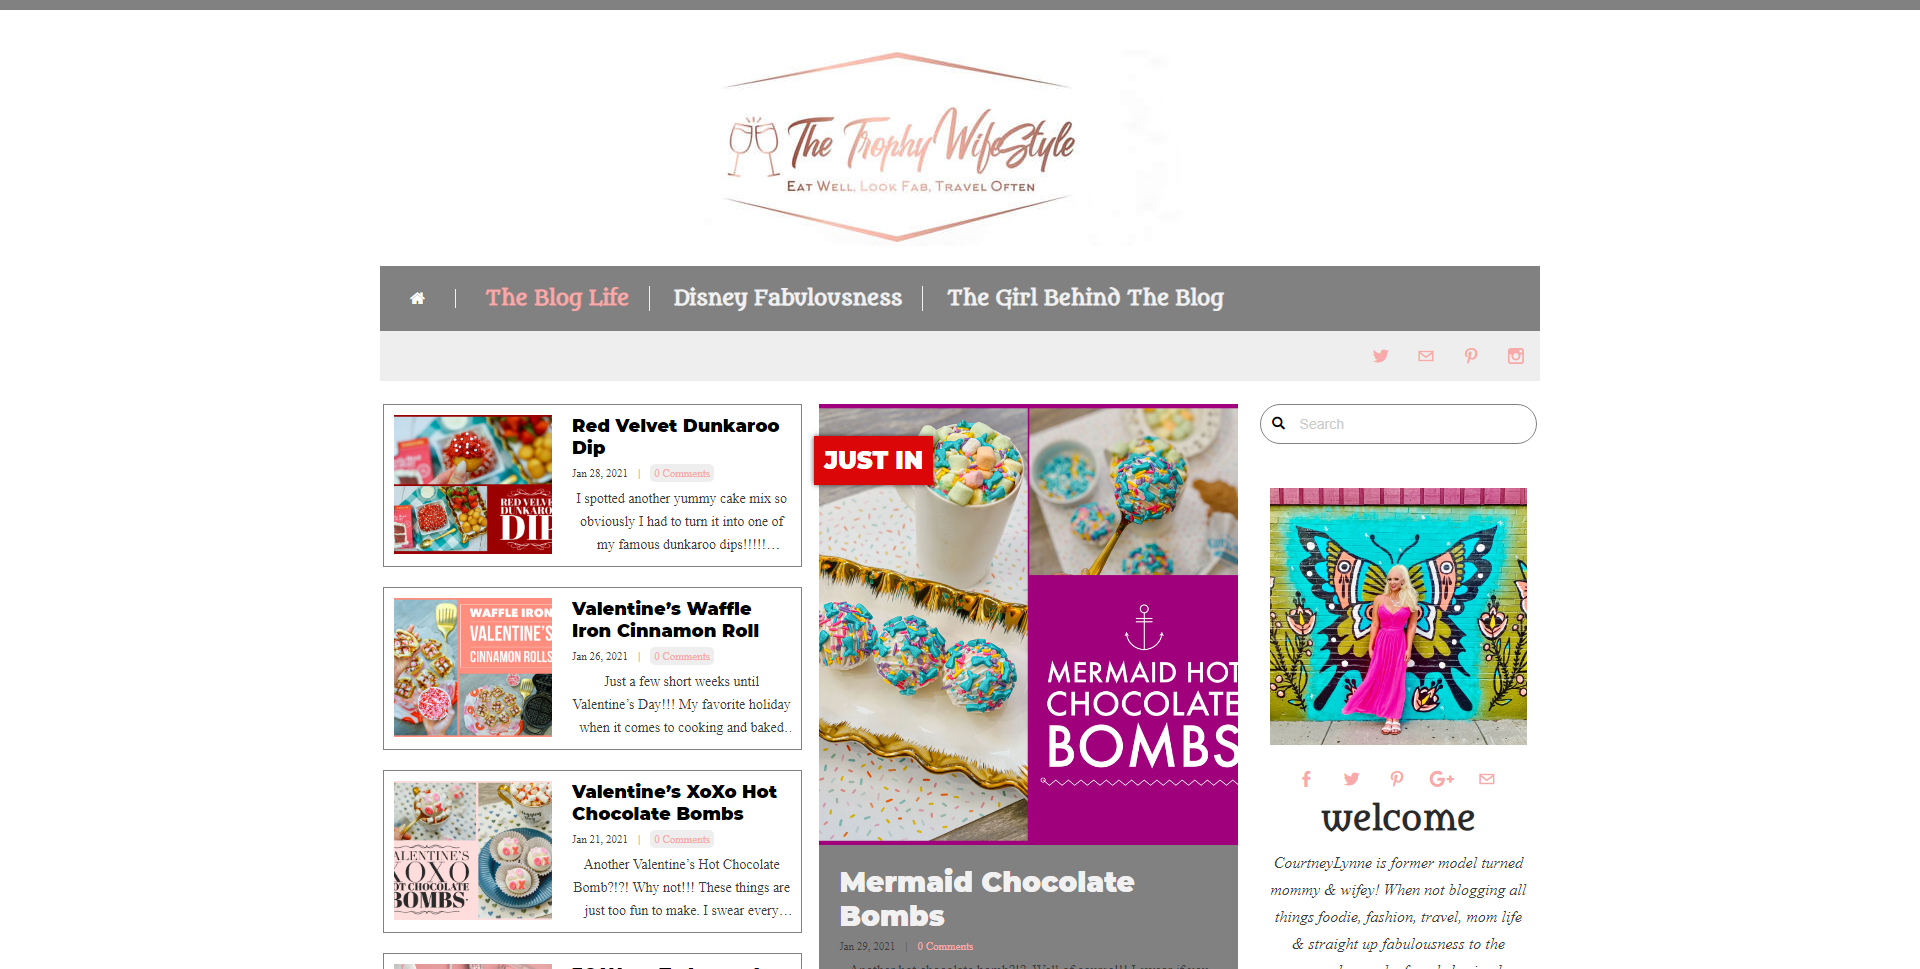 The Trophy WifeStyle
Eat Well, Look Fab, Travel Often
The Blog Life
Disney Fabulousness
The Girl Behind The Blog
Red Velvet Dunkaroo
Dip
Jan 28, 2021 | 0 Comments
I spotted another yummy cake mix so
obviously I had to turn it into one of
my famous dunkaroo dips!!!!!…
RED VELVE
DUNKARO
DIP
Valentine’s Waffle
Iron Cinnamon Roll
Jan 26, 2021 | 0 Comments
Just a few short weeks until
Valentine’s Day!!! My favorite holiday
when it comes to cooking and baked..
WAFFLE IRON
VALENTINE'S
CINNAMON ROLLS
Valentine’s XoXo Hot
Chocolate Bombs
Jan 21, 2021 | 0 Comments
Another Valentine’s Hot Chocolate
Bomb?!?! Why not!!! These things are
just too fun to make. I swear every…
ALENTINE'S
XOXO
OT CHOCOLATE
BOMBS
JUST IN
MERMAID HOT
CHOCOLATE
BOMBS
Mermaid Chocolate
Bombs
Jan 29, 2021 | 0 Comments
Search
welcome
CourtneyLynne is former model turned
mommy & wifey! When not blogging all
things foodie, fashion, travel, mom life
& straight up fabulousness to the